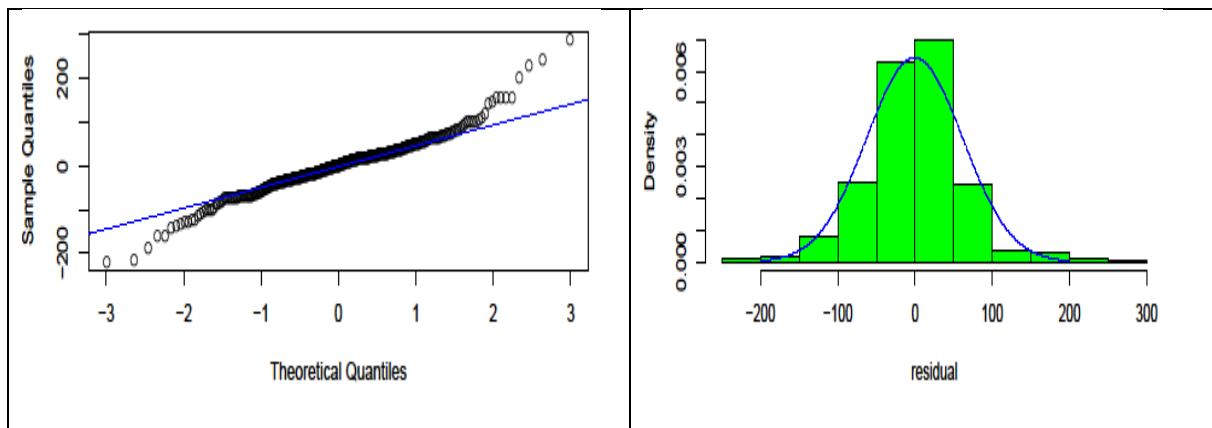 Sample Quantiles
200
0
−200
−3 −2 −1 0 1 2 3
Theoretical Quantiles
Density
0.006
0.003
0.000
−200 −100 0 100 200 300
residual